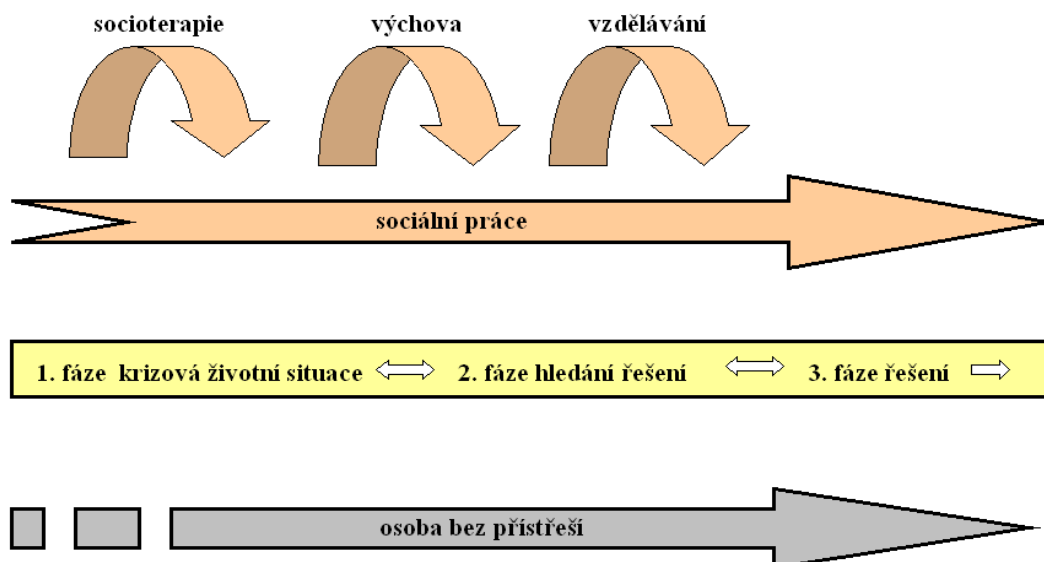 socioterapie výchova vzdělávání
sociální práce
1. fáze krizová životní situace 2. fáze hledání řešení 3. fáze řešení
osoba bez přístřeší